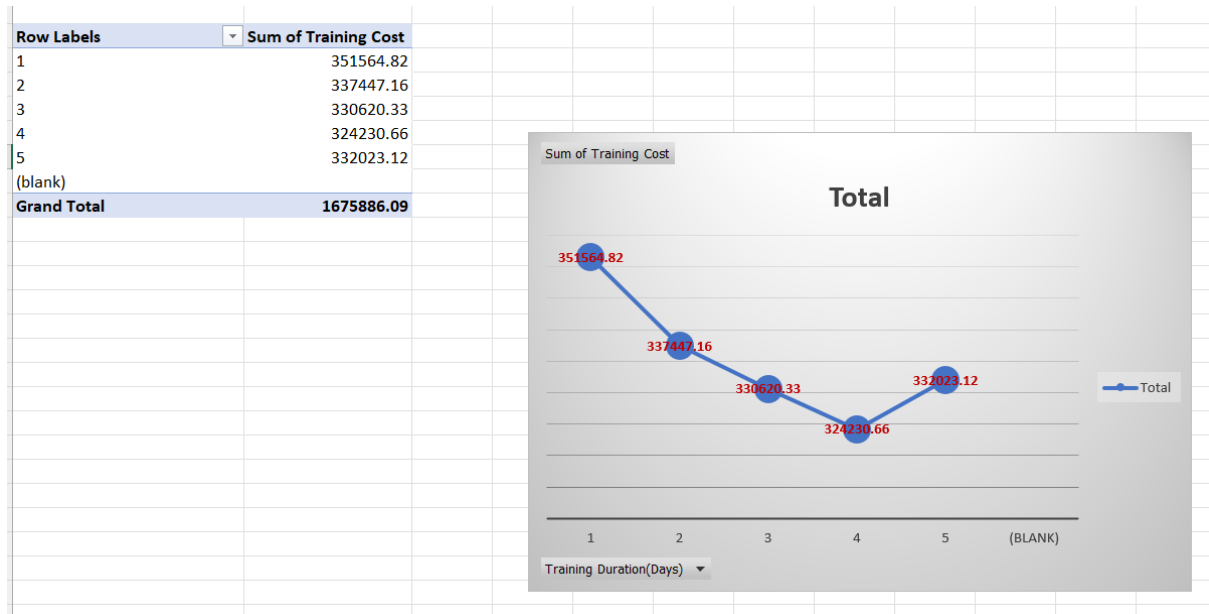 Row Labels Sum of Training Cost
1 351564.82
2 337447.16
3 330620.33
4 324230.66
5 332023.12
(blank)
Grand Total 1675886.09
Sum of Training Cost
Total
351564.82
337447.16
330620.33
324230.66
332023.12
Total
1 2 3 4 5 (BLANK)
Training Duration(Days)